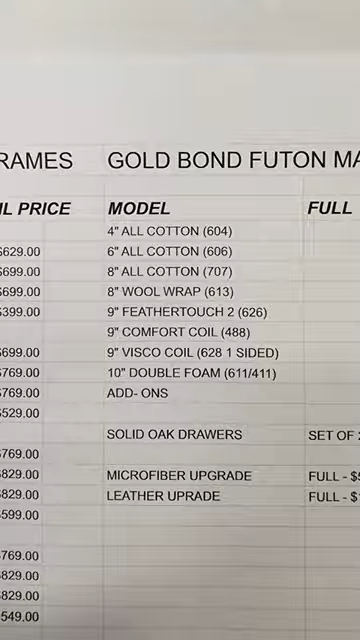 RAMES GOLD BOND FUTON MA
IL PRICE MODEL FULL
4" ALL COTTON (604)
$629.00 6" ALL COTTON (606)
$699.00 8" ALL COTTON (707)
$699.00 8" WOOL WRAP (613)
$399.00 9" FEATHERTOUCH 2 (626)
9" COMFORT COIL (488)
$699.00 9" VISCO COIL (628 1 SIDED)
$769.00 10" DOUBLE FOAM (611/411)
$769.00 ADD- ONS
$529.00
SOLID OAK DRAWERS SET OF 2
$769.00
$829.00 MICROFIBER UPGRADE FULL - $5
$829.00 LEATHER UPRADE FULL - $1
$599.00
$769.00
$829.00
$829.00
$549.00